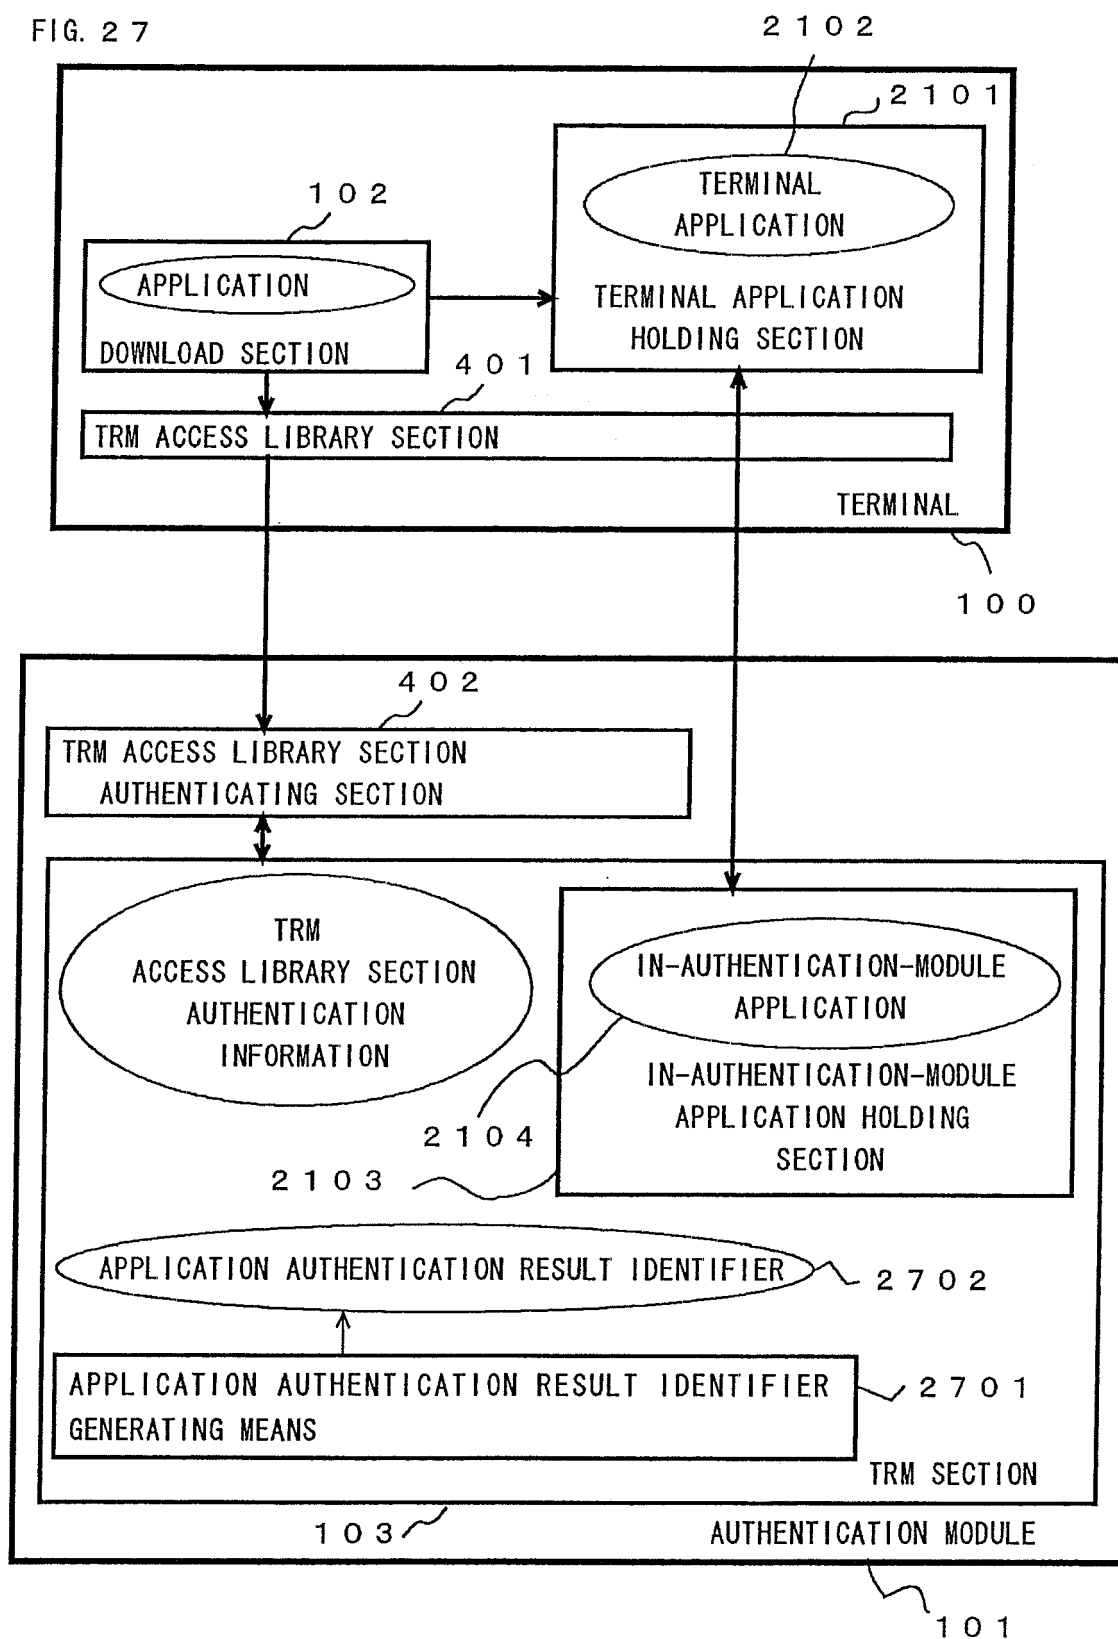 FIG. 27
2102
2101
TERMINAL
APPLICATION
102
APPLICATION
TERMINAL APPLICATION
HOLDING SECTION
DOWNLOAD SECTION
401
TRM ACCESS LIBRARY SECTION
TERMINAL
100
402
TRM ACCESS LIBRARY SECTION
AUTHENTICATING SECTION
TRM
ACCESS LIBRARY SECTION
AUTHENTICATION
INFORMATION
IN-AUTHENTICATION-MODULE
APPLICATION
IN-AUTHENTICATION-MODULE
APPLICATION HOLDING
SECTION
2104
2103
APPLICATION AUTHENTICATION RESULT IDENTIFIER
2702
APPLICATION AUTHENTICATION RESULT IDENTIFIER
GENERATING MEANS
2701
TRM SECTION
103
AUTHENTICATION MODULE
101